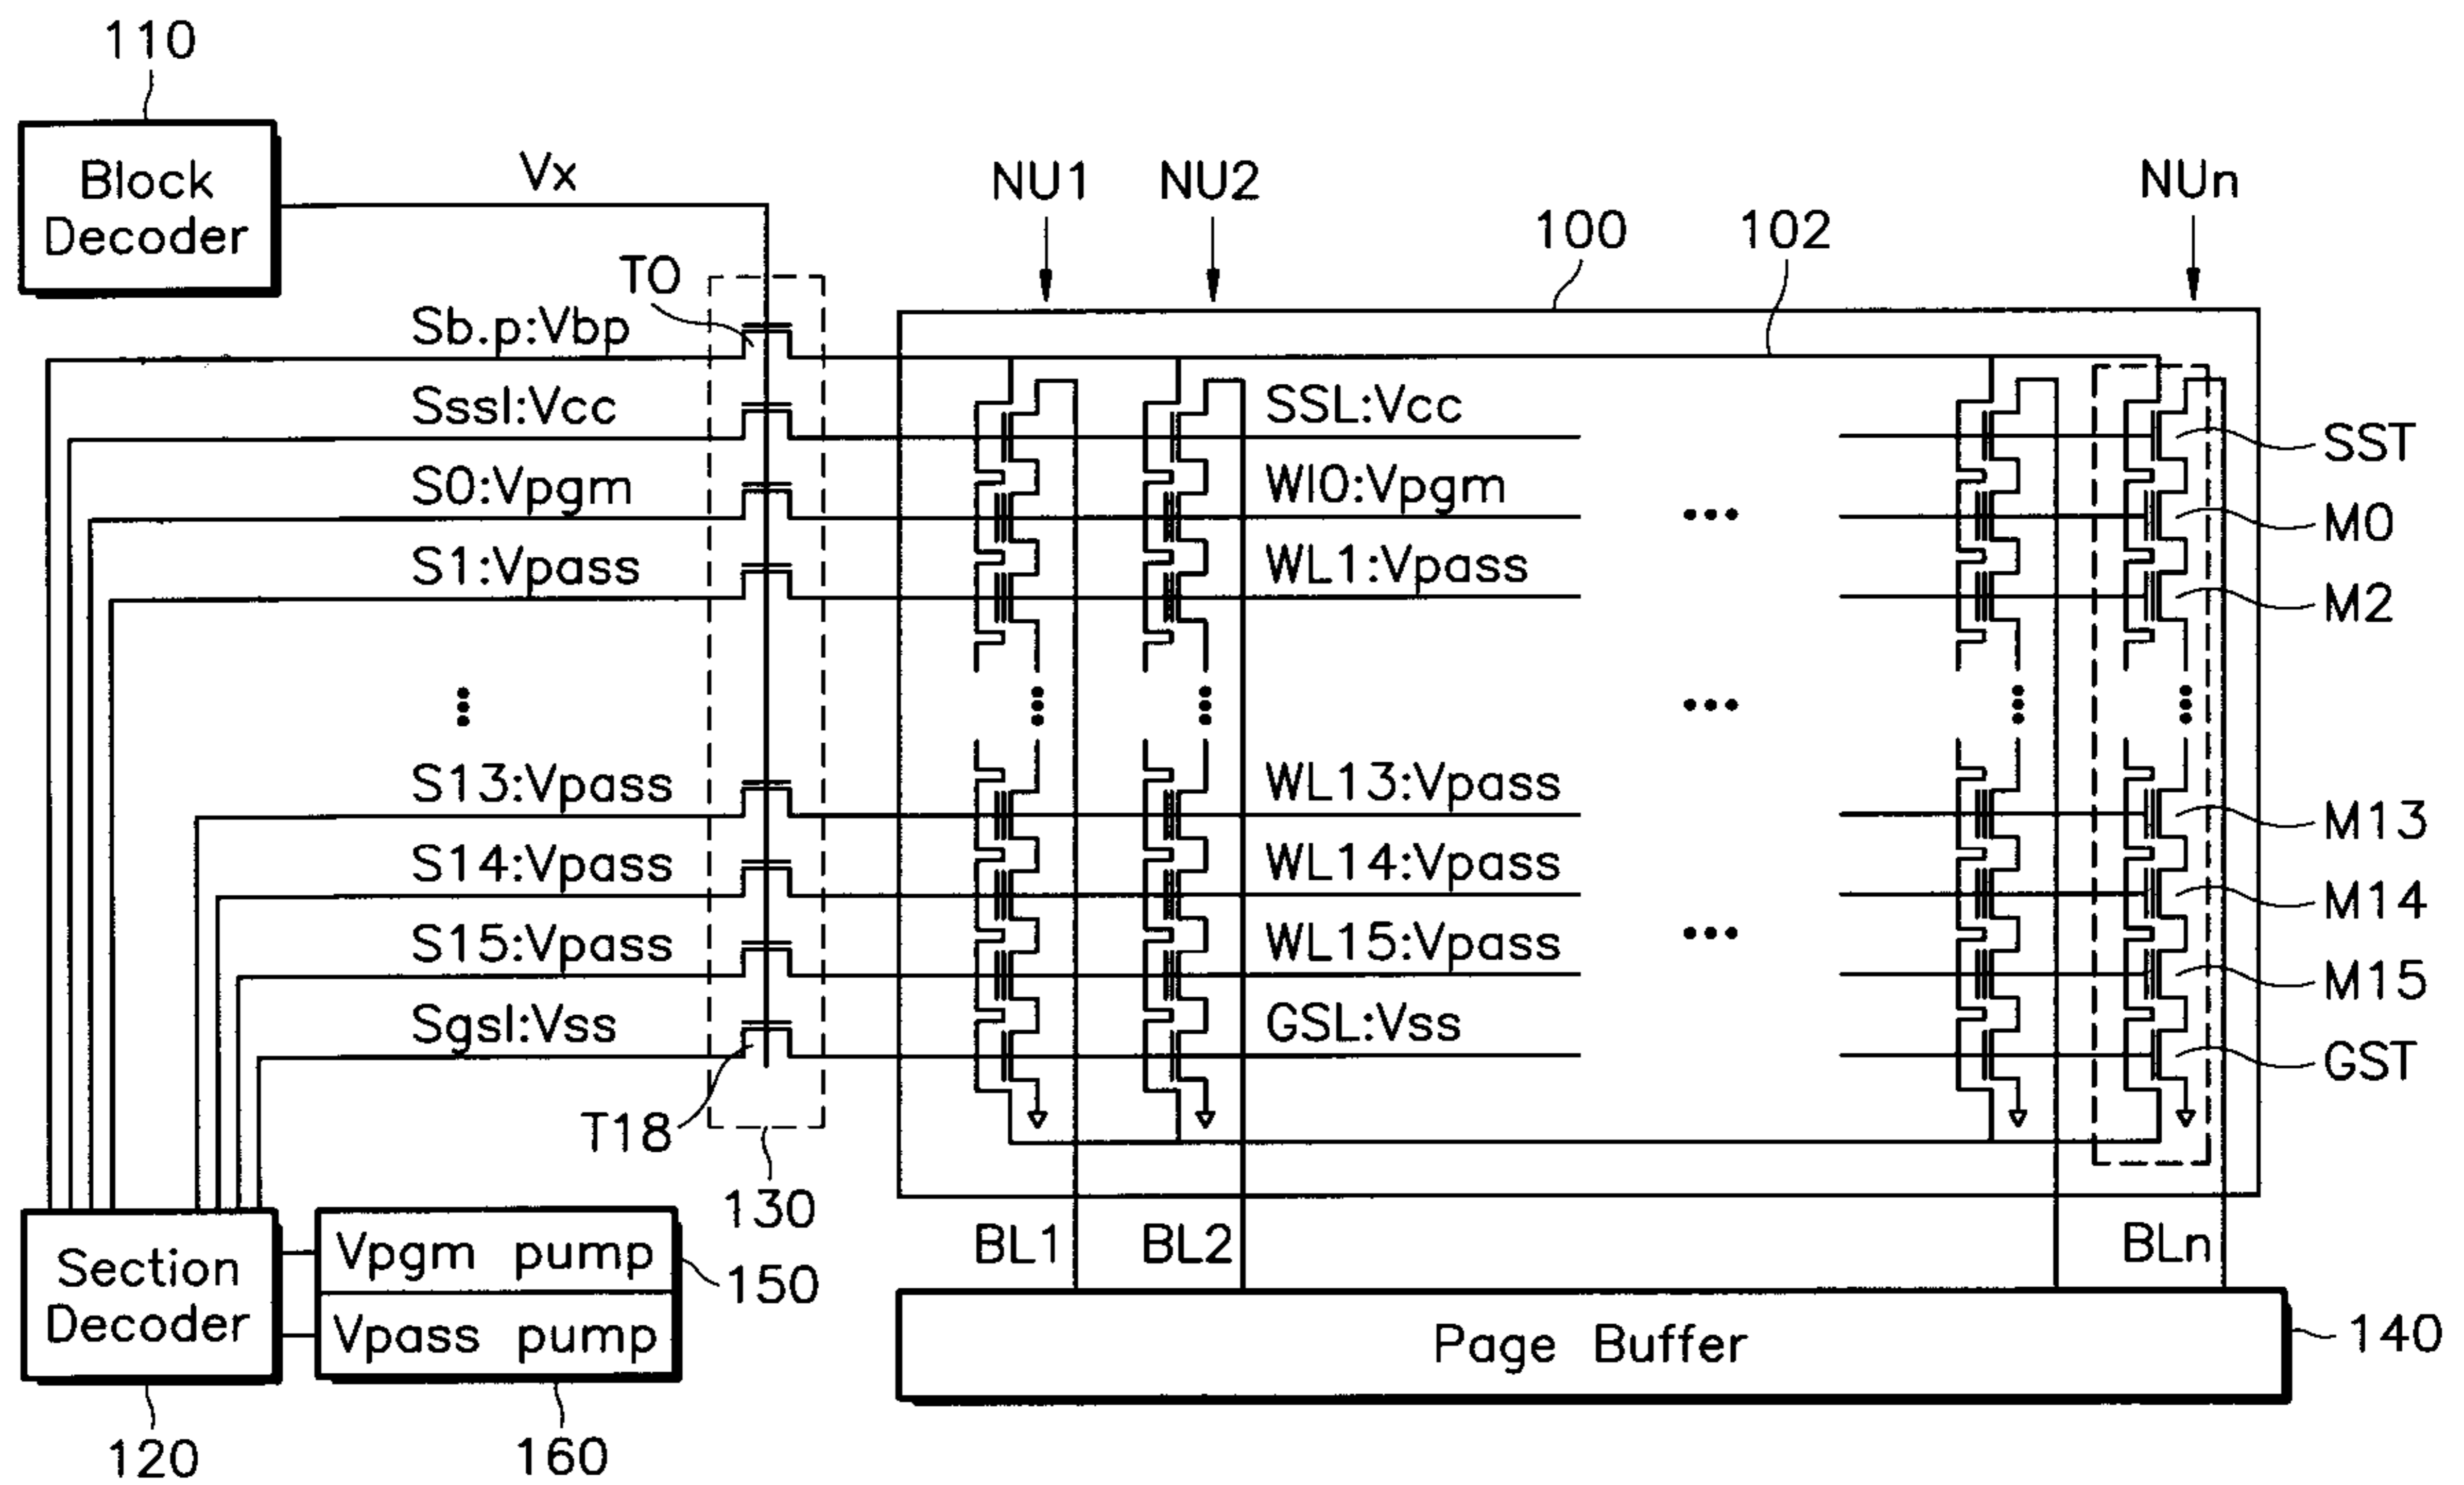 110
Block
Decoder
Vx
NU1
NU2
NUn
100
102
T0
Sb.p:Vbp
Sssl:Vcc
SSL:Vcc
SST
S0:Vpgm
Wl0:Vpgm
M0
S1:Vpass
WL1:Vpass
M2
S13:Vpass
WL13:Vpass
M13
S14:Vpass
WL14:Vpass
M14
S15:Vpass
WL15:Vpass
M15
Sgsl:Vss
GSL:Vss
GST
T18
130
BL1
BL2
BLn
Section
Decoder
Vpgm pump
150
Vpass pump
Page Buffer
140
120
160